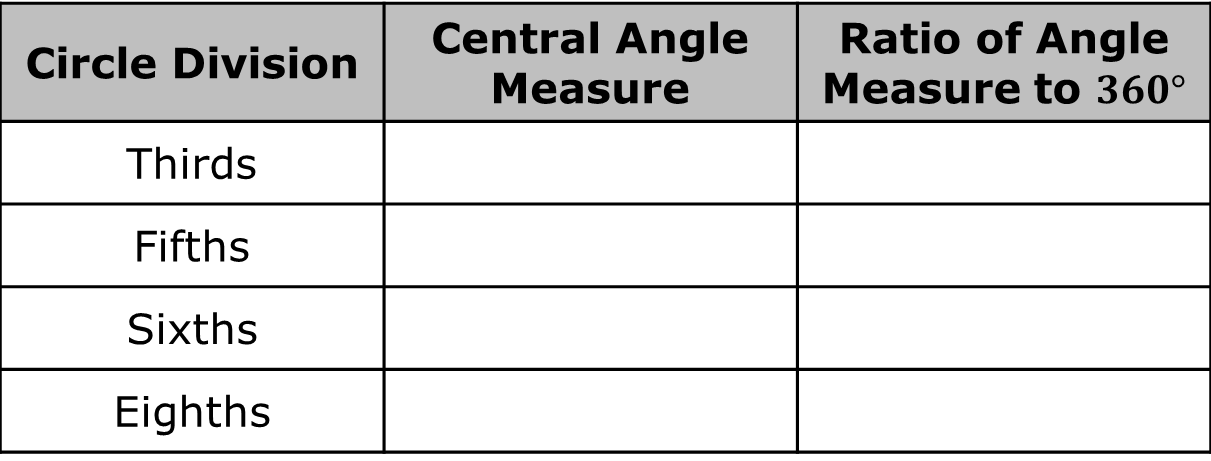 Circle Division
Central Angle
Measure
Ratio of Angle
Measure to 360°
Thirds
Fifths
Sixths
Eighths